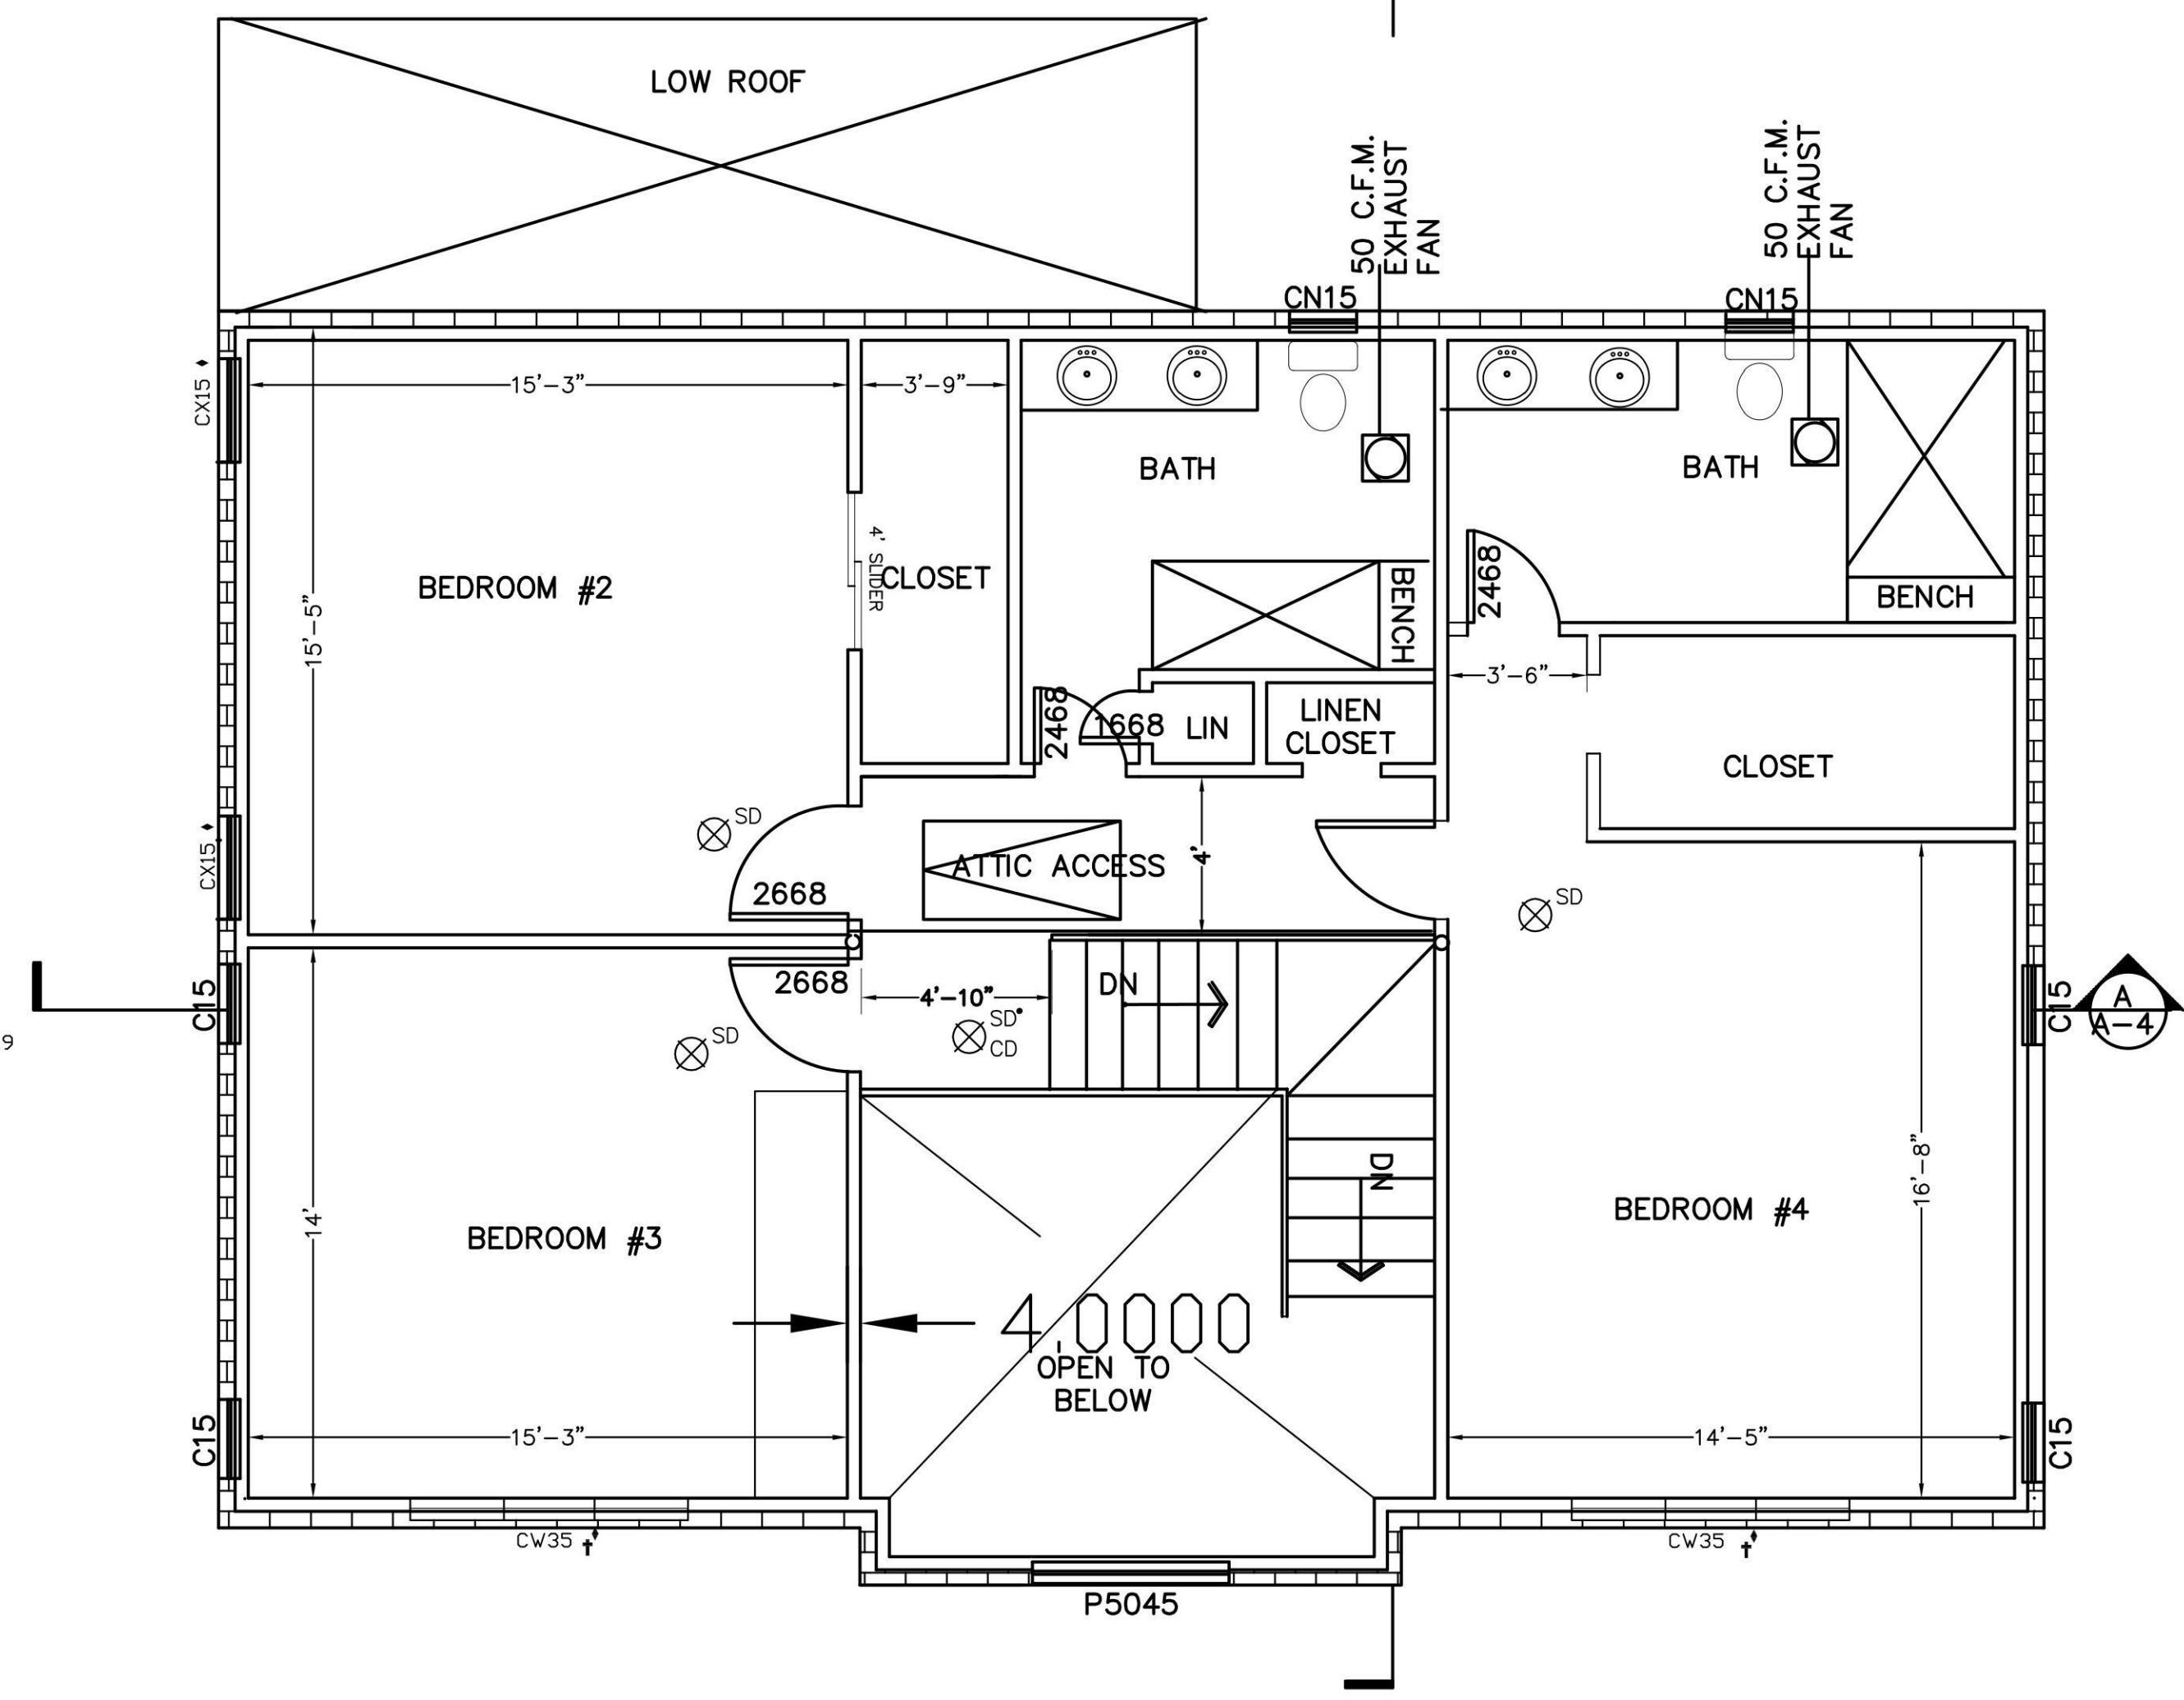 LOW ROOF
50 C.F.M.
EXHAUST
FAN
50 C.F.M.
EXHAUST
FAN
CN15
CN15
CX15
15'-3"
3'-9"
BATH
BATH
4' SLIDER
CLOSET
BEDROOM #2
15'-5"
BENCH
2468
BENCH
3'-6"
2468
1668
LIN
LINEN
CLOSET
CLOSET
SD
CX15
ATTIC ACCESS
4'
2668
SD
2668
4'-10"
DN
C15
SD
CD
SD
C15
A
A-4
9
DN
14'
BEDROOM #3
BEDROOM #4
16'-8"
4,0000
OPEN TO
BELOW
C15
15'-3"
14'-5"
C15
CW35
CW35
P5045